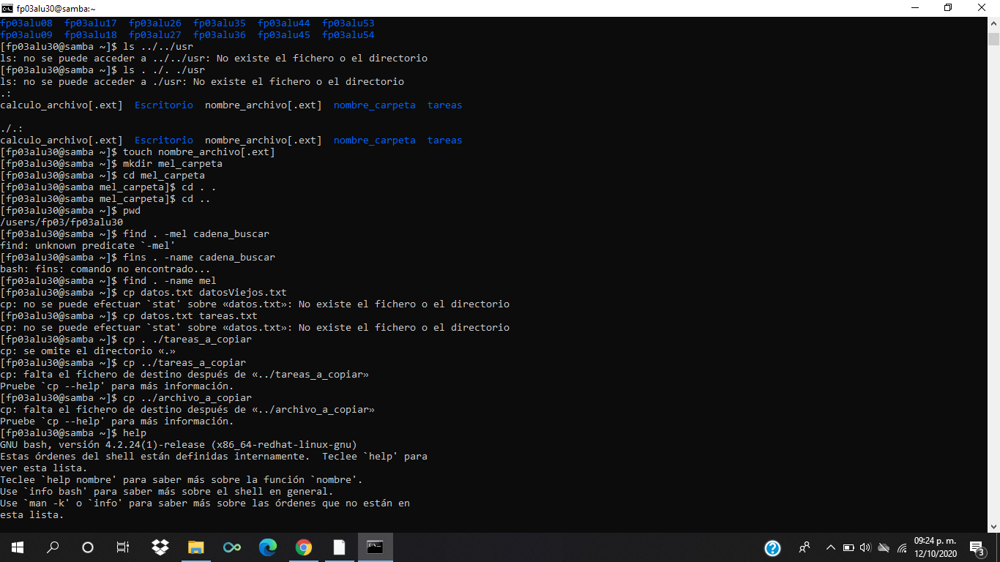 fp03alu30@samba:~
fp03alu08  fp03alu17  fp03alu26  fp03alu35  fp03alu44  fp03alu53
fp03alu09  fp03alu18  fp03alu27  fp03alu36  fp03alu45  fp03alu54
[fp03alu30@samba ~]$ ls ../../usr
ls: no se puede acceder a ../../usr: No existe el fichero o el directorio
[fp03alu30@samba ~]$ ls . ./. ./usr
ls: no se puede acceder a ./usr: No existe el fichero o el directorio
.:
calculo_archivo[.ext]  Escritorio  nombre_archivo[.ext]  nombre_carpeta  tareas

./.:
calculo_archivo[.ext]  Escritorio  nombre_archivo[.ext]  nombre_carpeta  tareas
[fp03alu30@samba ~]$ touch nombre_archivo[.ext]
[fp03alu30@samba ~]$ mkdir mel_carpeta
[fp03alu30@samba ~]$ cd mel_carpeta
[fp03alu30@samba mel_carpeta]$ cd . .
[fp03alu30@samba mel_carpeta]$ cd ..
[fp03alu30@samba ~]$ pwd
/users/fp03/fp03alu30
[fp03alu30@samba ~]$ find . -mel cadena_buscar
find: unknown predicate `-mel'
[fp03alu30@samba ~]$ fins . -name cadena_buscar
bash: fins: comando no encontrado...
[fp03alu30@samba ~]$ find . -name mel
[fp03alu30@samba ~]$ cp datos.txt datosViejos.txt
cp: no se puede efectuar `stat' sobre «datos.txt»: No existe el fichero o el directorio
[fp03alu30@samba ~]$ cp datos.txt tareas.txt
cp: no se puede efectuar `stat' sobre «datos.txt»: No existe el fichero o el directorio
[fp03alu30@samba ~]$ cp . ./tareas_a_copiar
cp: se omite el directorio «.»
[fp03alu30@samba ~]$ cp ../tareas_a_copiar
cp: falta el fichero de destino después de «../tareas_a_copiar»
Pruebe `cp --help' para más información.
[fp03alu30@samba ~]$ cp ../archivo_a_copiar
cp: falta el fichero de destino después de «../archivo_a_copiar»
Pruebe `cp --help' para más información.
[fp03alu30@samba ~]$ help
GNU bash, versión 4.2.24(1)-release (x86_64-redhat-linux-gnu)
Estas órdenes del shell están definidas internamente.  Teclee `help' para
ver esta lista.
Teclee `help nombre' para saber más sobre la función `nombre'.
Use `info bash' para saber más sobre el shell en general.
Use `man -k' o `info' para saber más sobre las órdenes que no están en
esta lista.
09:24 p. m.
12/10/2020
3